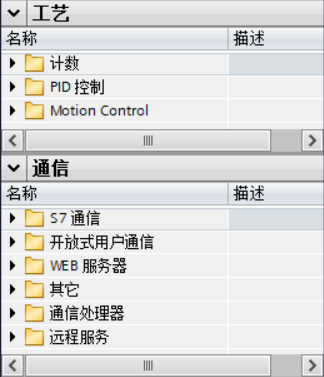 工艺
名称 描述
计数
PID 控制
Motion Control
通信
名称 描述
S7 通信
开放式用户通信
WEB 服务器
其它
通信处理器
远程服务